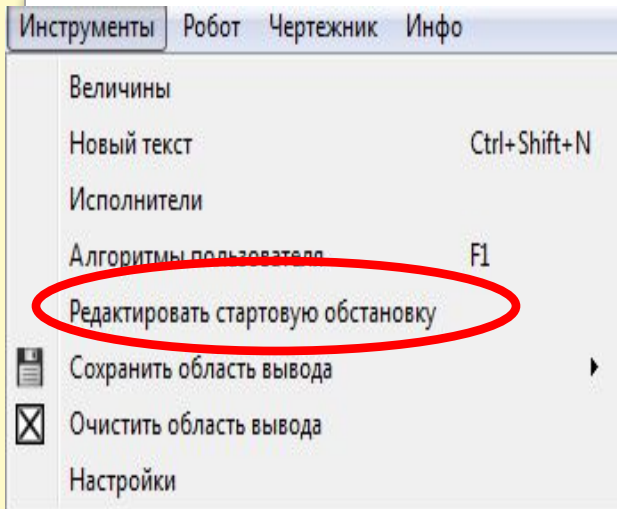 Инструменты Робот Чертежник Инфо
Величины
Новый текст Ctrl+Shift+N
Исполнители
Алгоритмы пользователя F1
Редактировать стартовую обстановку
Сохранить область вывода
Очистить область вывода
Настройки